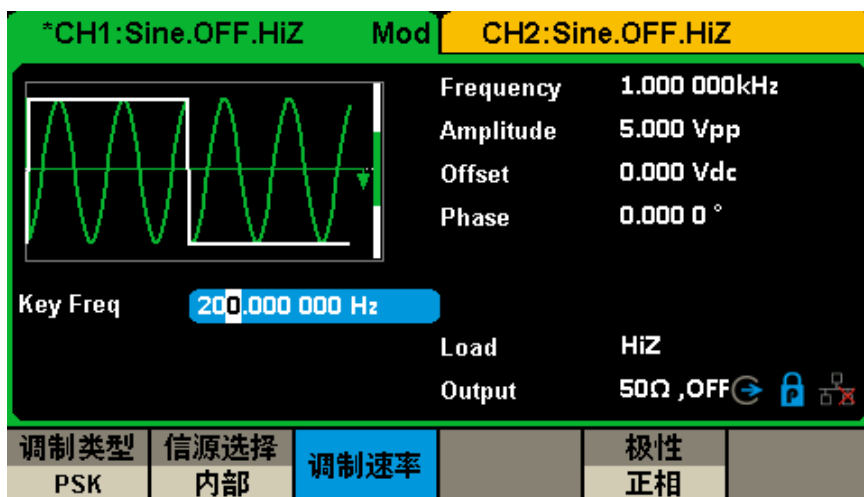 *CH1:Sine.OFF.HiZ Mod CH2:Sine.OFF.HiZ
Frequency 1.000 000kHz
Amplitude 5.000 Vpp
Offset 0.000 Vdc
Phase 0.000 0 °
Key Freq 200.000 000 Hz
Load HiZ
Output 50Ω ,OFF P
调制类型 信源选择 调制速率 极性
PSK 内部 正相